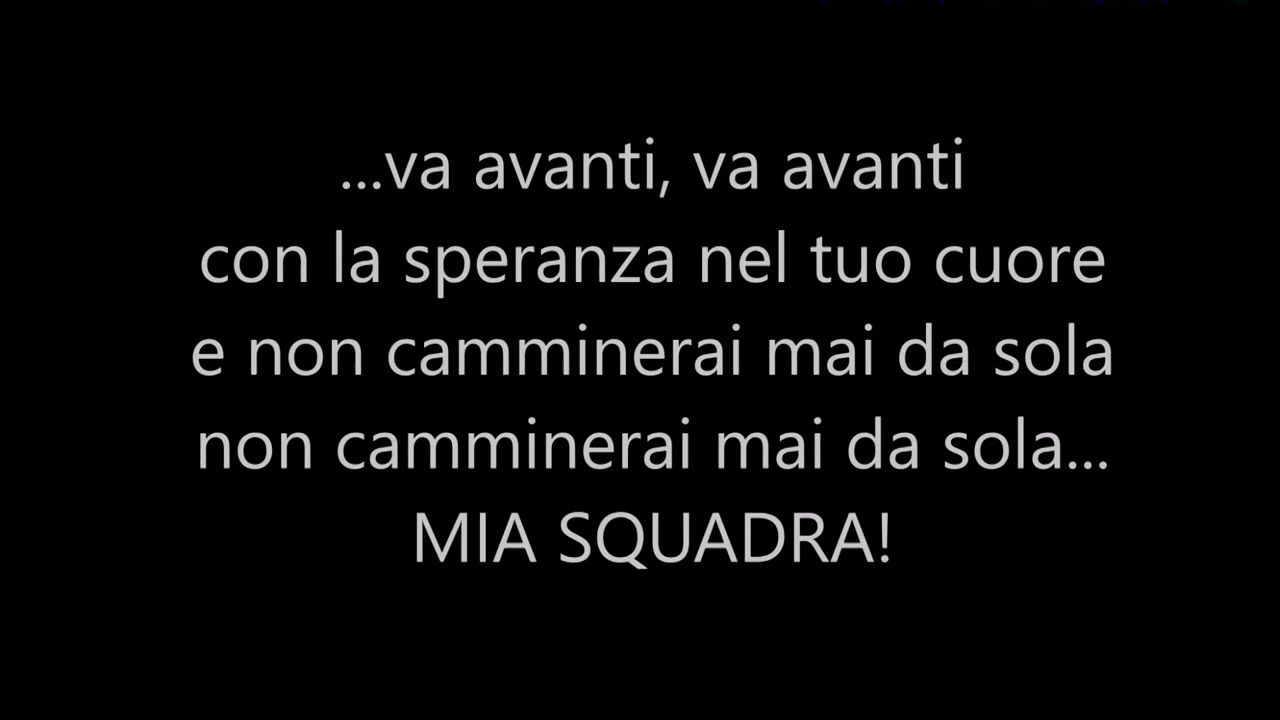 ...va avanti, va avanti
con la speranza nel tuo cuore
e non camminerai mai da sola
non camminerai mai da sola...
MIA SQUADRA!